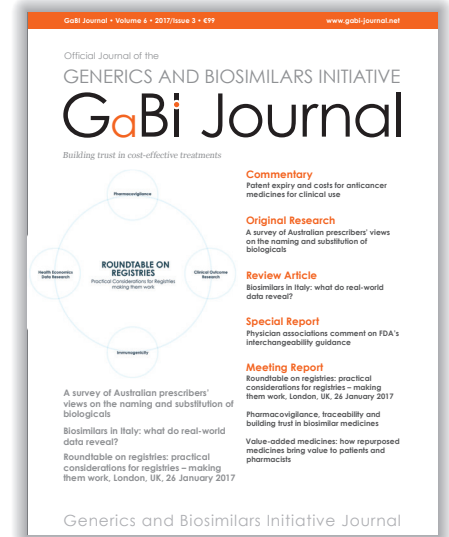 GaBi Journal • Volume 6 • 2017/Issue 3 • €99
www.gabi-journal.net
Official Journal of the
GENERICS AND BIOSIMILARS INITIATIVE
GaBi Journal
Building trust in cost-effective treatments
Pharmacovigilance
Health Economics
Data Research
ROUNDTABLE ON
REGISTRIES
Practical Considerations for Registries
making them work
Clinical Outcome
Research
Immunogenicity
A survey of Australian prescribers'
views on the naming and substitution of
biologicals
Biosimilars in Italy: what do real-world
data reveal?
Roundtable on registries: practical
considerations for registries – making
them work, London, UK, 26 January 2017
Commentary
Patent expiry and costs for anticancer
medicines for clinical use
Original Research
A survey of Australian prescribers' views
on the naming and substitution of
biologicals
Review Article
Biosimilars in Italy: what do real-world
data reveal?
Special Report
Physician associations comment on FDA's
interchangeability guidance
Meeting Report
Roundtable on registries: practical
considerations for registries – making
them work, London, UK, 26 January 2017
Pharmacovigilance, traceability and
building trust in biosimilar medicines
Value-added medicines: how repurposed
medicines bring value to patients and
pharmacists
Generics and Biosimilars Initiative Journal